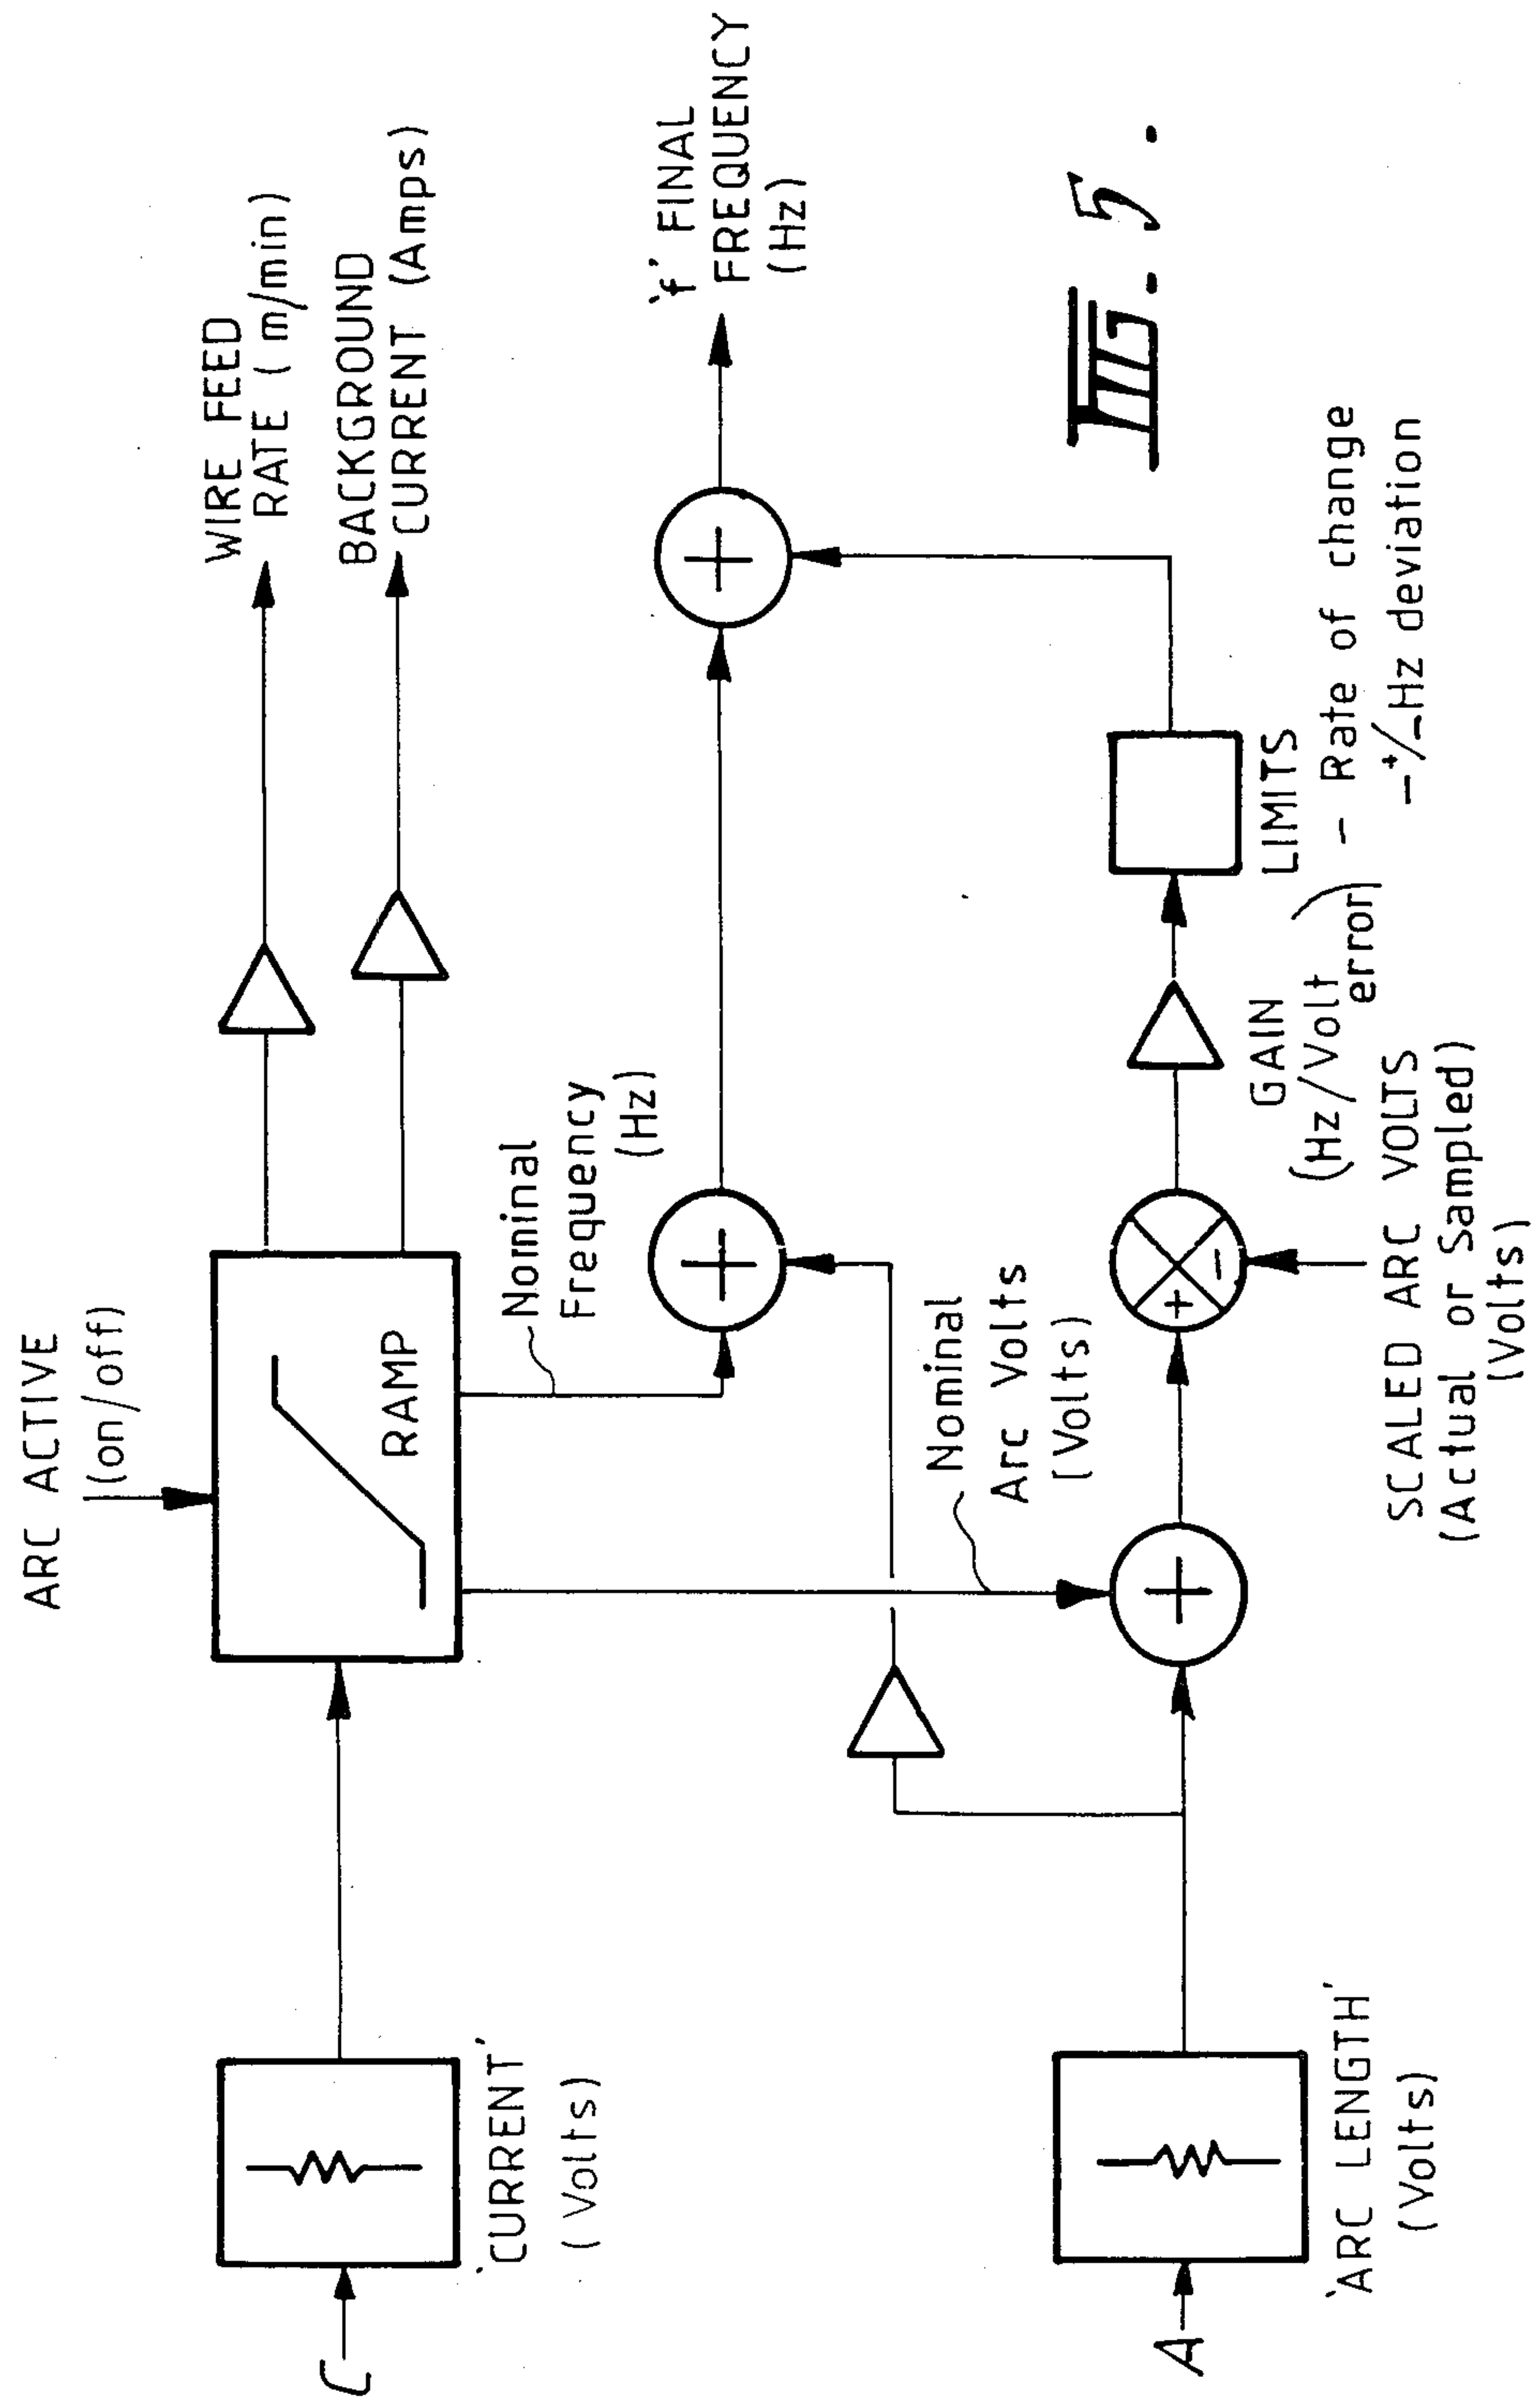 ARC ACTIVE
(on/off)
WIRE FEED
RATE (m/min)
BACKGROUND
CURRENT (Amps)
RAMP
C
'CURRENT'
(Volts)
Nominal
Frequency
(Hz)
+
+
'f' FINAL
FREQUENCY
(Hz)
Nominal
Arc Volts
(Volts)
A
'ARC LENGTH'
(Volts)
+
+
−
GAIN
(Hz/Volt
error)
LIMITS
- Rate of change
-+/-Hz deviation
SCALED ARC VOLTS
(Actual or Sampled)
(Volts)
FIG. 5.